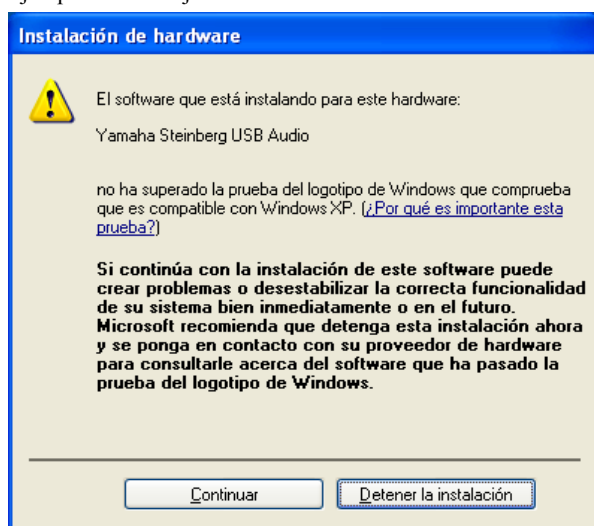 Instalación de hardware
El software que está instalando para este hardware:
Yamaha Steinberg USB Audio
no ha superado la prueba del logotipo de Windows que comprueba
que es compatible con Windows XP. (¿Por qué es importante esta
prueba?)
Si continúa con la instalación de este software puede
crear problemas o desestabilizar la correcta funcionalidad
de su sistema bien inmediatamente o en el futuro.
Microsoft recomienda que detenga esta instalación ahora
y se ponga en contacto con su proveedor de hardware
para consultarle acerca del software que ha pasado la
prueba del logotipo de Windows.
Continuar
Detener la instalación